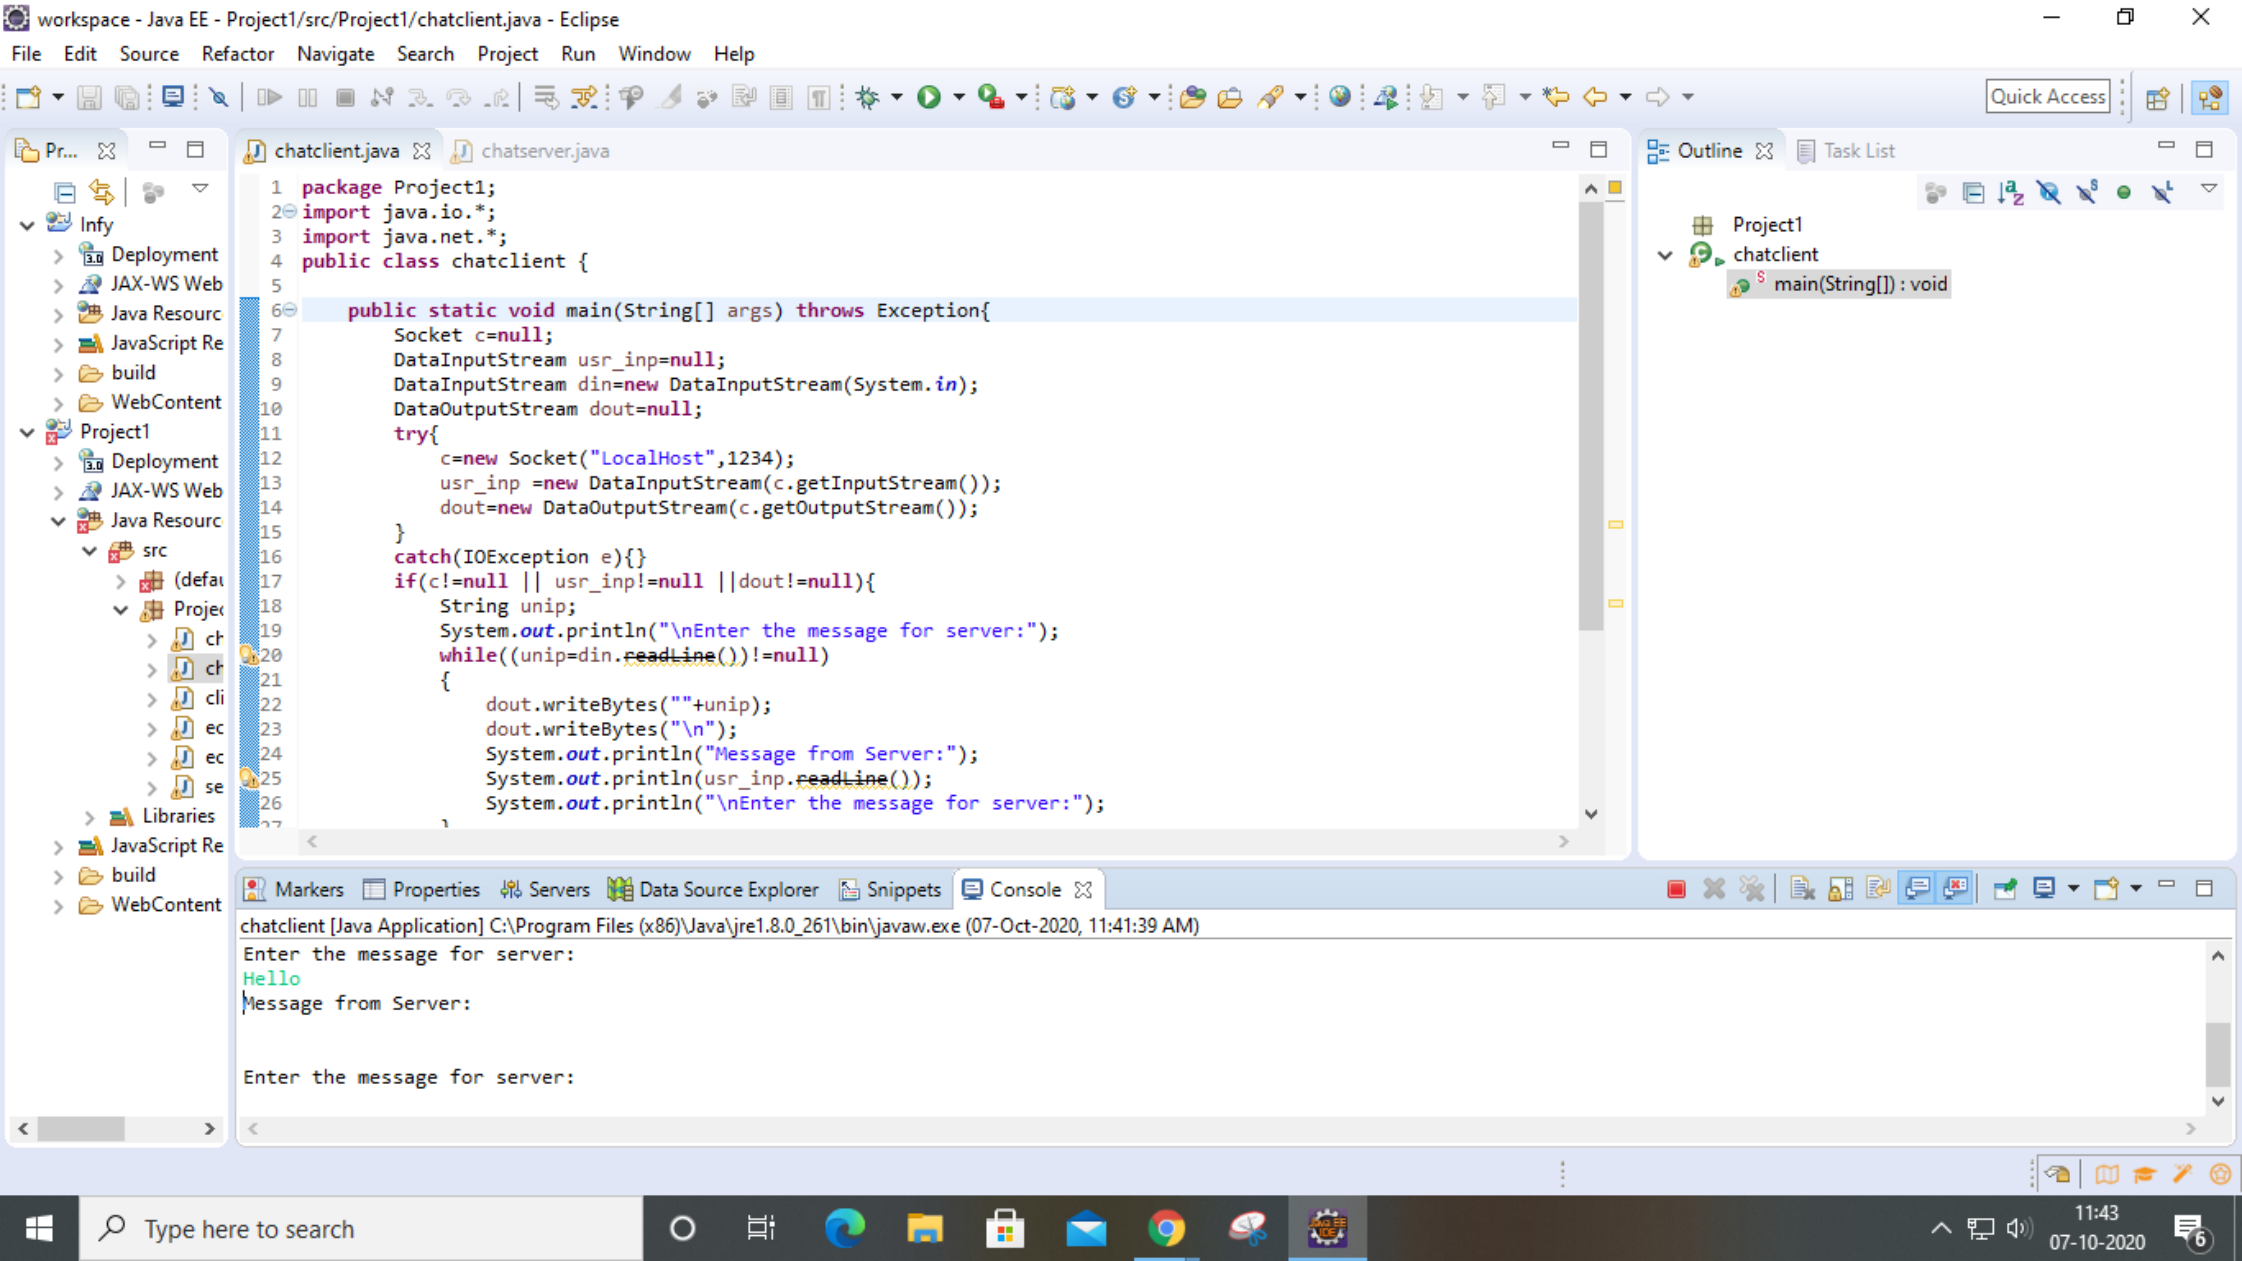 workspace - Java EE - Project1/src/Project1/chatclient.java - Eclipse
File Edit Source Refactor Navigate Search Project Run Window Help
Quick Access
Pr...
chatclient.java
chatserver.java
Outline
Task List
Infy
Deployment
JAX-WS Web
Java Resourc
JavaScript Re
build
WebContent
Project1
Deployment
JAX-WS Web
Java Resourc
src
(defau
Projec
ch
ch
cli
ec
ec
se
Libraries
JavaScript Re
build
WebContent
1 package Project1;
2 import java.io.*;
3 import java.net.*;
4 public class chatclient {
5
6 public static void main(String[] args) throws Exception{
7 Socket c=null;
8 DataInputStream usr_inp=null;
9 DataInputStream din=new DataInputStream(System.in);
10 DataOutputStream dout=null;
11 try{
12 c=new Socket("LocalHost",1234);
13 usr_inp =new DataInputStream(c.getInputStream());
14 dout=new DataOutputStream(c.getOutputStream());
15 }
16 catch(IOException e){}
17 if(c!=null || usr_inp!=null ||dout!=null){
18 String unip;
19 System.out.println("\nEnter the message for server:");
20 while((unip=din.readLine())!=null)
21 {
22 dout.writeBytes(""+unip);
23 dout.writeBytes("\n");
24 System.out.println("Message from Server:");
25 System.out.println(usr_inp.readLine());
26 System.out.println("\nEnter the message for server:");
27 }
Project1
chatclient
main(String[]) : void
Markers Properties Servers Data Source Explorer Snippets Console
chatclient [Java Application] C:\Program Files (x86)\Java\jre1.8.0_261\bin\javaw.exe (07-Oct-2020, 11:41:39 AM)
Enter the message for server:
Hello
Message from Server:
Enter the message for server:
Type here to search
Java EE
IDE
11:43
07-10-2020
6